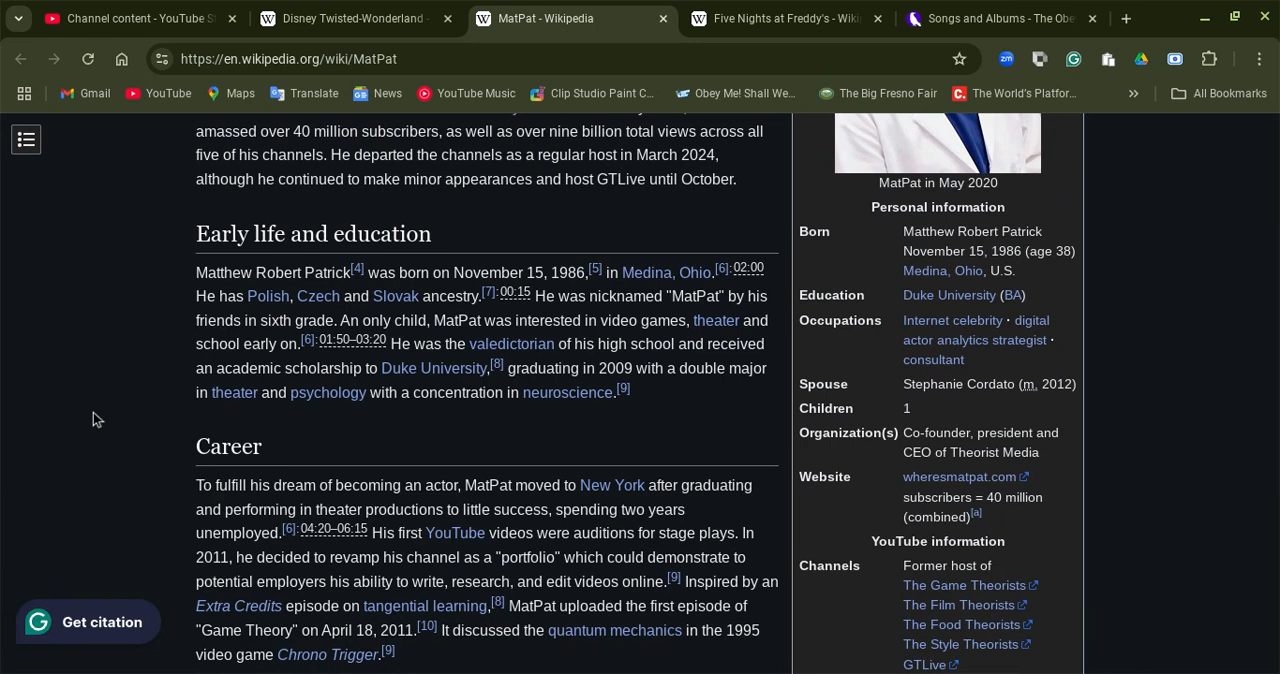 Channel content - YouTube S
Disney Twisted-Wonderland -
MatPat - Wikipedia
Five Nights at Freddy's - Wiki
Songs and Albums - The Obe
https://en.wikipedia.org/wiki/MatPat
Gmail
YouTube
Maps
Translate
News
YouTube Music
Clip Studio Paint C...
Obey Me! Shall We...
The Big Fresno Fair
The World's Platfor...
All Bookmarks
amassed over 40 million subscribers, as well as over nine billion total views across all
five of his channels. He departed the channels as a regular host in March 2024,
although he continued to make minor appearances and host GTLive until October.
Early life and education
Matthew Robert Patrick[4] was born on November 15, 1986,[5] in Medina, Ohio.[6]:02:00
He has Polish, Czech and Slovak ancestry.[7]:00:15 He was nicknamed "MatPat" by his
friends in sixth grade. An only child, MatPat was interested in video games, theater and
school early on.[6]:01:50–03:20 He was the valedictorian of his high school and received
an academic scholarship to Duke University,[8] graduating in 2009 with a double major
in theater and psychology with a concentration in neuroscience.[9]
Career
To fulfill his dream of becoming an actor, MatPat moved to New York after graduating
and performing in theater productions to little success, spending two years
unemployed.[6]:04:20–06:15 His first YouTube videos were auditions for stage plays. In
2011, he decided to revamp his channel as a "portfolio" which could demonstrate to
potential employers his ability to write, research, and edit videos online.[9] Inspired by an
Extra Credits episode on tangential learning,[8] MatPat uploaded the first episode of
"Game Theory" on April 18, 2011.[10] It discussed the quantum mechanics in the 1995
video game Chrono Trigger.[9]
MatPat in May 2020
Personal information
Born Matthew Robert Patrick
November 15, 1986 (age 38)
Medina, Ohio, U.S.
Education Duke University (BA)
Occupations Internet celebrity · digital
actor analytics strategist ·
consultant
Spouse Stephanie Cordato (m. 2012)
Children 1
Organization(s) Co-founder, president and
CEO of Theorist Media
Website wheresmatpat.com
subscribers = 40 million
(combined)[a]
YouTube information
Channels Former host of
The Game Theorists
The Film Theorists
The Food Theorists
The Style Theorists
GTLive
Get citation